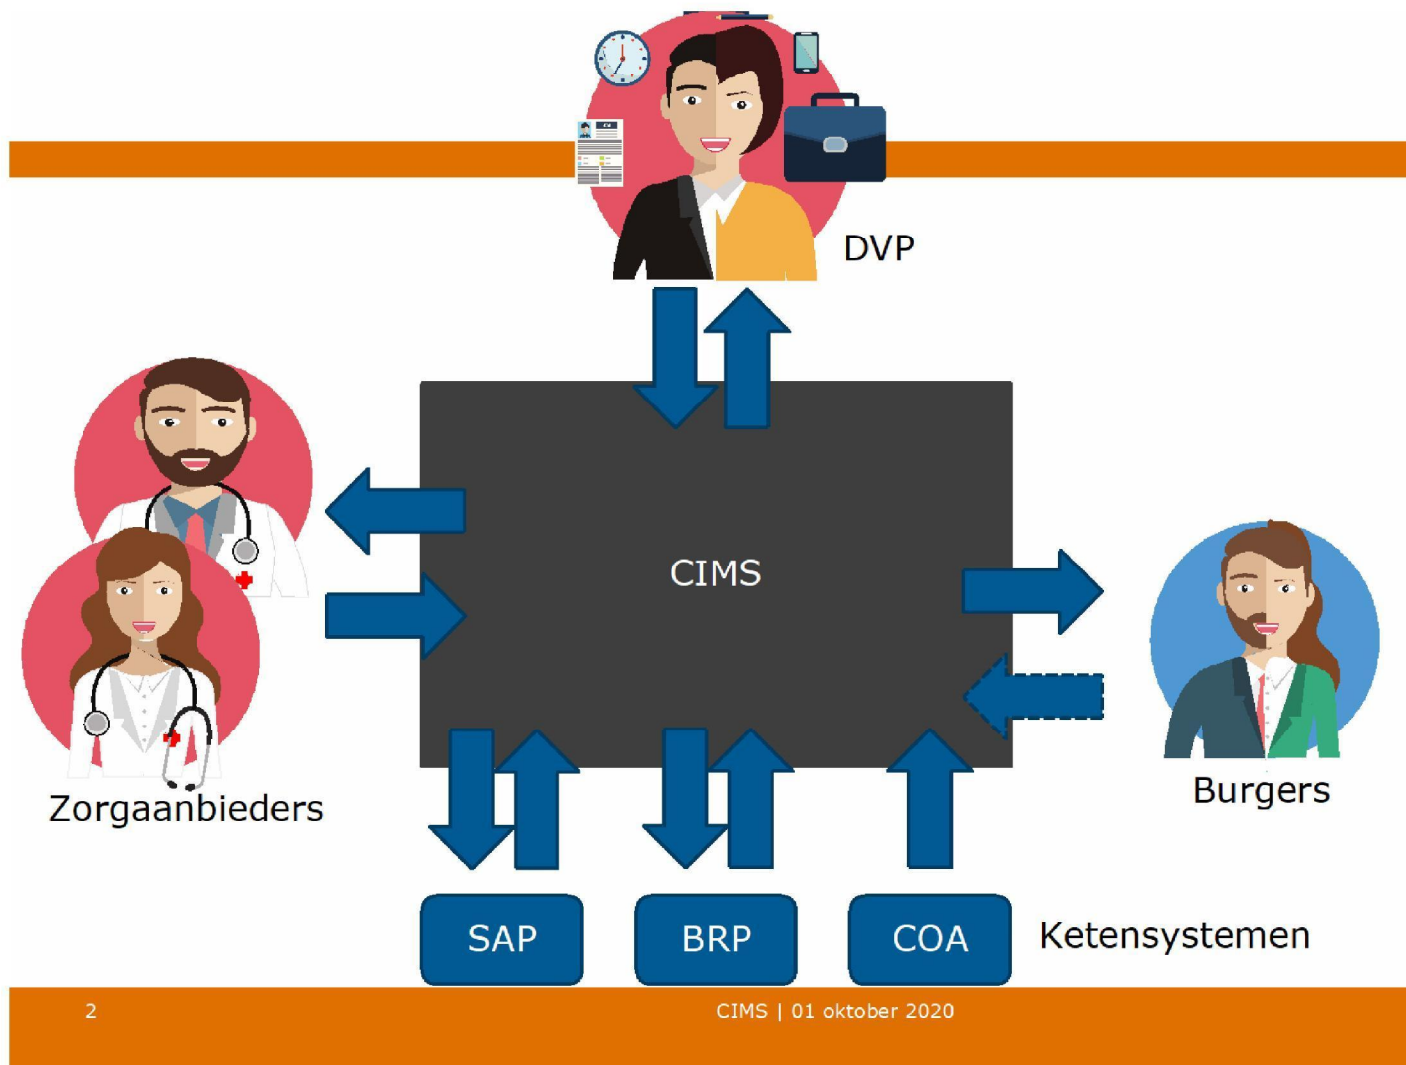 DVP
CIMS
Zorgaanbieders
Burgers
SAP
BRP
COA
Ketensystemen
2
CIMS | 01 oktober 2020